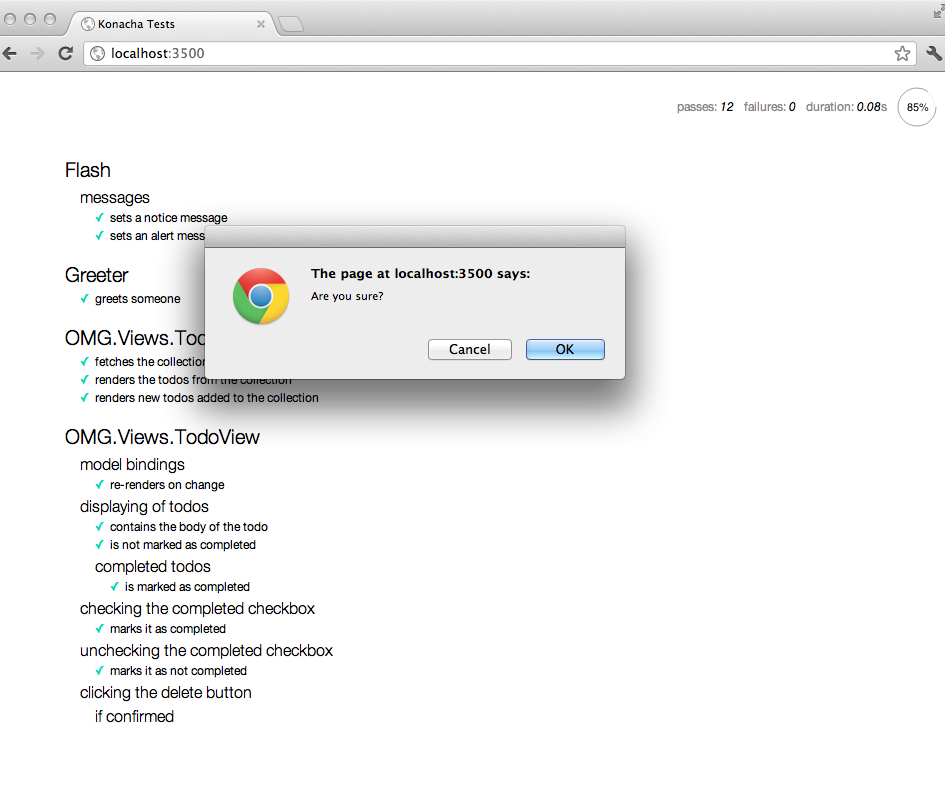 Konacha Tests
localhost:3500
passes: 12 failures: 0 duration: 0.08s 85%
Flash
messages
✓ sets a notice message
✓ sets an alert mess
The page at localhost:3500 says:
Are you sure?
Cancel OK
Greeter
✓ greets someone
OMG.Views.Tod
✓ fetches the collection
✓ renders the todos from the collection
✓ renders new todos added to the collection
OMG.Views.TodoView
model bindings
✓ re-renders on change
displaying of todos
✓ contains the body of the todo
✓ is not marked as completed
completed todos
✓ is marked as completed
checking the completed checkbox
✓ marks it as completed
unchecking the completed checkbox
✓ marks it as not completed
clicking the delete button
if confirmed